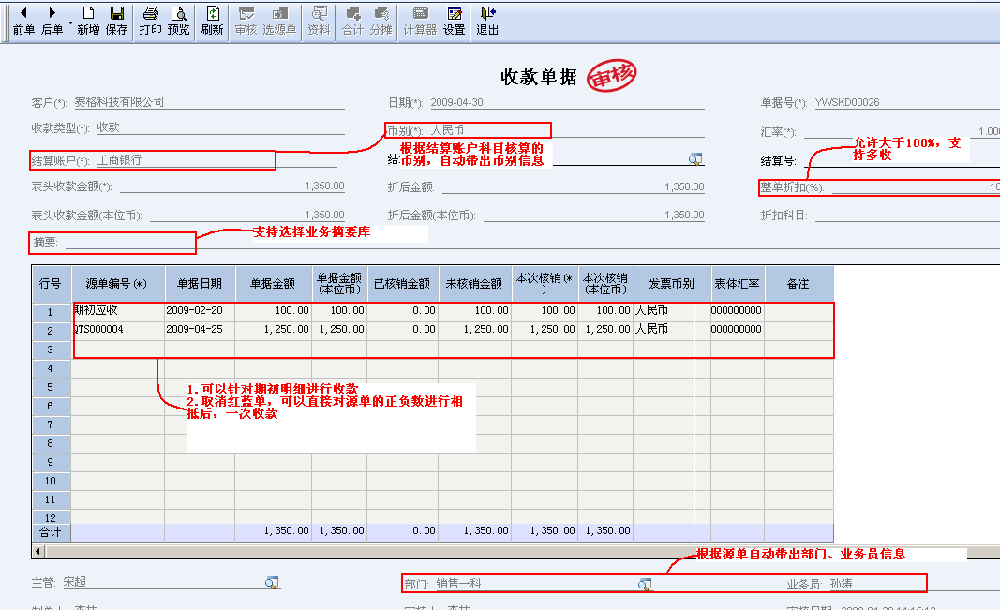 前单 后单 新增 保存 打印 预览 刷新 审核 选源单 资料 合计 分摊 计算器 设置 退出
收款单据 审核
客户(*): 赛格科技有限公司 日期(*): 2009-04-30 单据号(*): YWSKD00026
收款类型(*): 收款 币别(*): 人民币 汇率(*): 1.000
根据结算账户科目核算的
币别，自动带出币别信息
允许大于100%，支
持多收
结算账户(*): 工商银行 结 结算号:
表头收款金额(*): 1,350.00 折后金额: 1,350.00 整单折扣(%): 10
表头收款金额(本位币): 1,350.00 折后金额(本位币): 1,350.00 折扣科目:
支持选择业务摘要库
摘要:
行号 源单编号(*) 单据日期 单据金额 单据金额(本位币) 已核销金额 未核销金额 本次核销(*) 本次核销(本位币) 发票币别 表体汇率 备注
1 期初应收 2009-02-20 100.00 100.00 0.00 100.00 100.00 100.00 人民币 000000000
2 QTS000004 2009-04-25 1,250.00 1,250.00 0.00 1,250.00 1,250.00 1,250.00 人民币 000000000
3
4
5
6
7
8
9
10
11
12
1.可以针对期初明细进行收款
2.取消红蓝单，可以直接对源单的正负数进行相
抵后，一次收款
合计 1,350.00 1,350.00 0.00 1,350.00 1,350.00 1,350.00
根据源单自动带出部门、业务员信息
主管: 宋超 部门: 销售一科 业务员: 孙涛